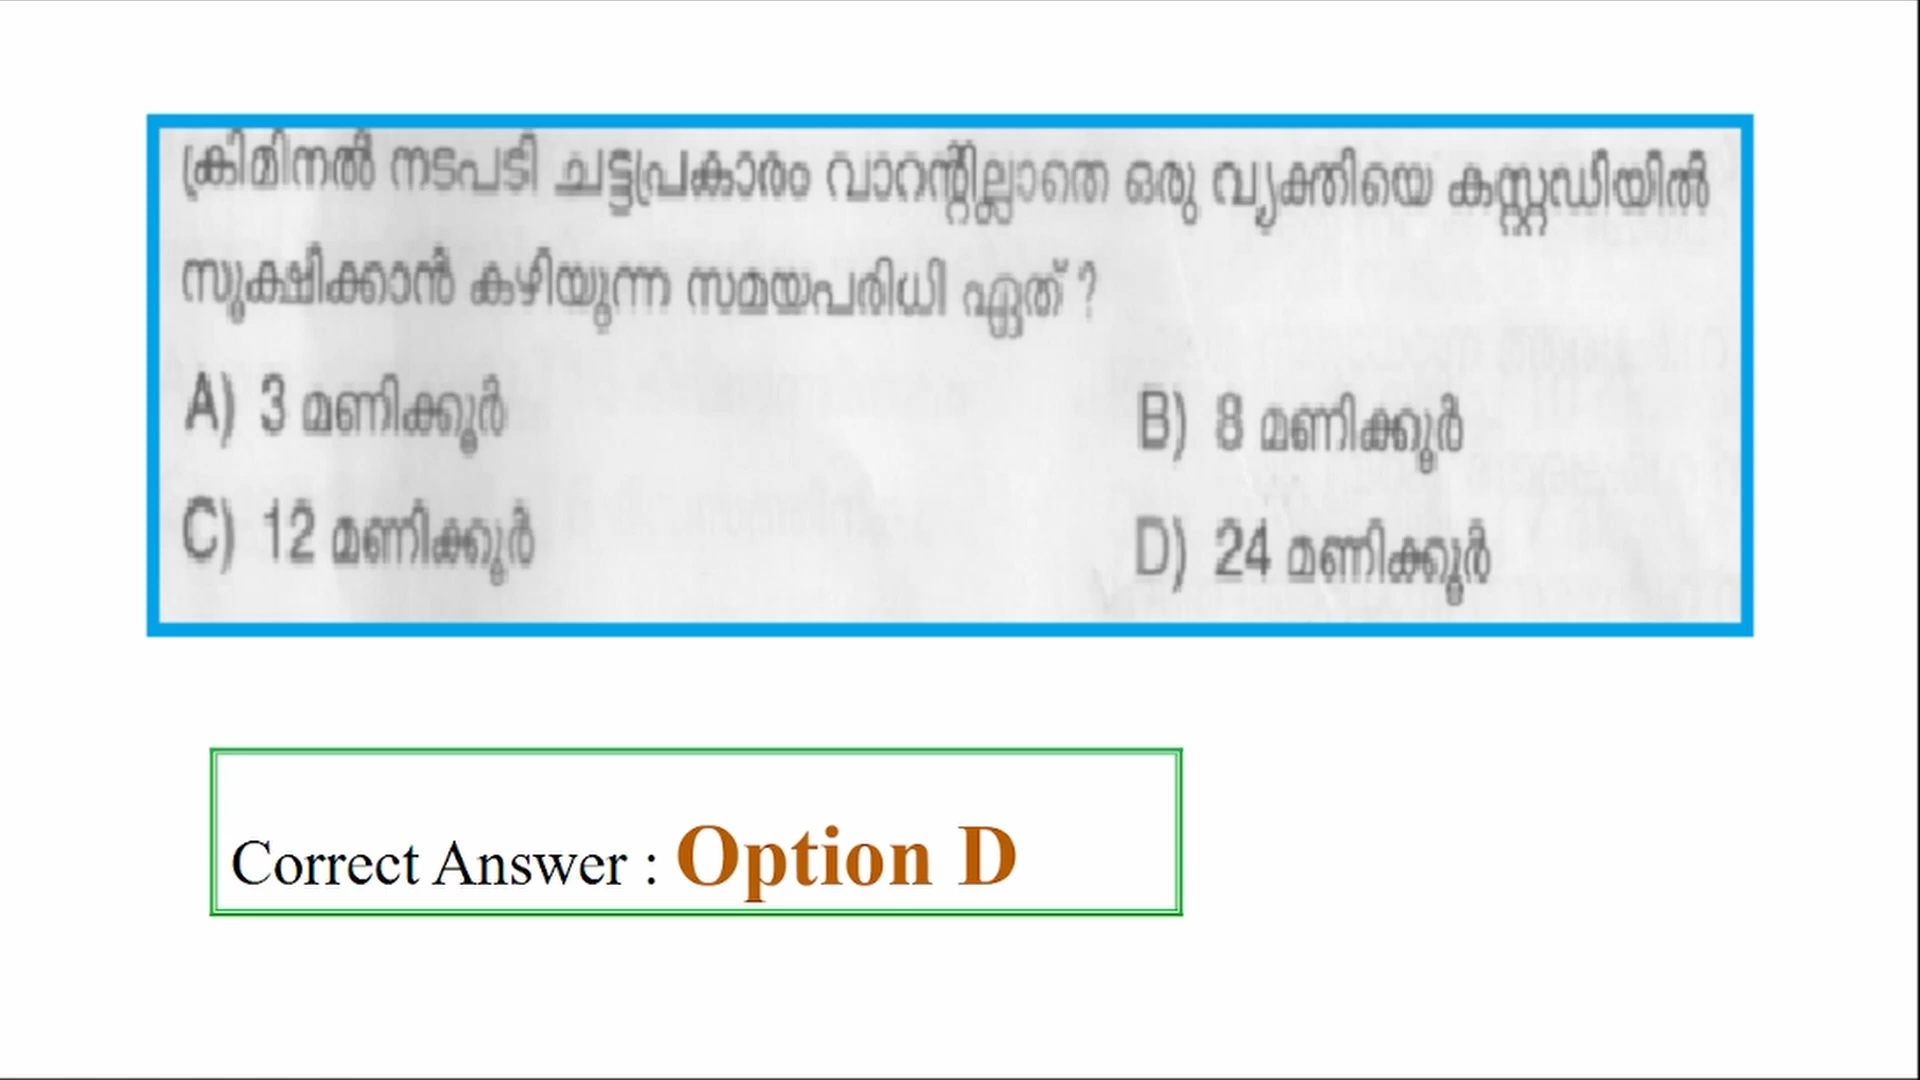 ക്രിമിനൽ നടപടി ചട്ടപ്രകാരം വാറന്റില്ലാതെ ഒരു വ്യക്തിയെ കസ്റ്റഡിയിൽ
സൂക്ഷിക്കാൻ കഴിയുന്ന സമയപരിധി ഏത് ?
A) 3 മണിക്കൂർ B) 8 മണിക്കൂർ
C) 12 മണിക്കൂർ D) 24 മണിക്കൂർ
Correct Answer : Option D